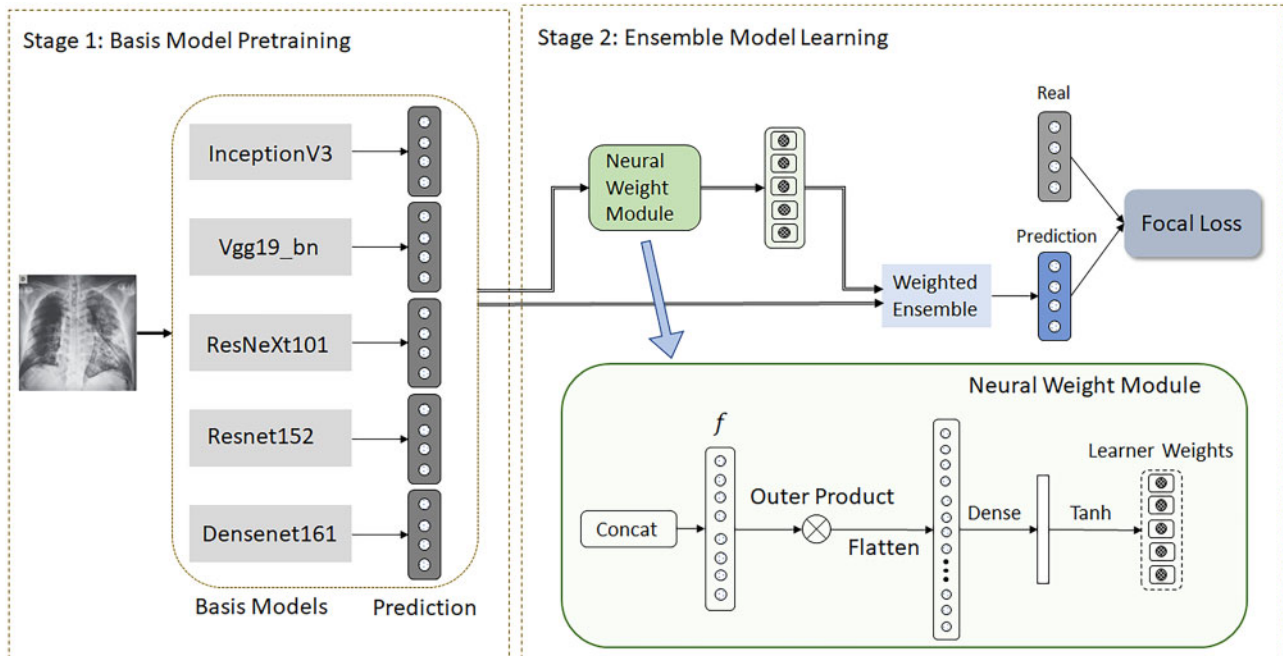 Stage 1: Basis Model Pretraining
InceptionV3
Vgg19_bn
ResNeXt101
Resnet152
Densenet161
Basis Models
Prediction
Stage 2: Ensemble Model Learning
Neural
Weight
Module
Real
Focal Loss
Prediction
Weighted
Ensemble
Neural Weight Module
f
Concat
Outer Product
Flatten
Dense
Tanh
Learner Weights